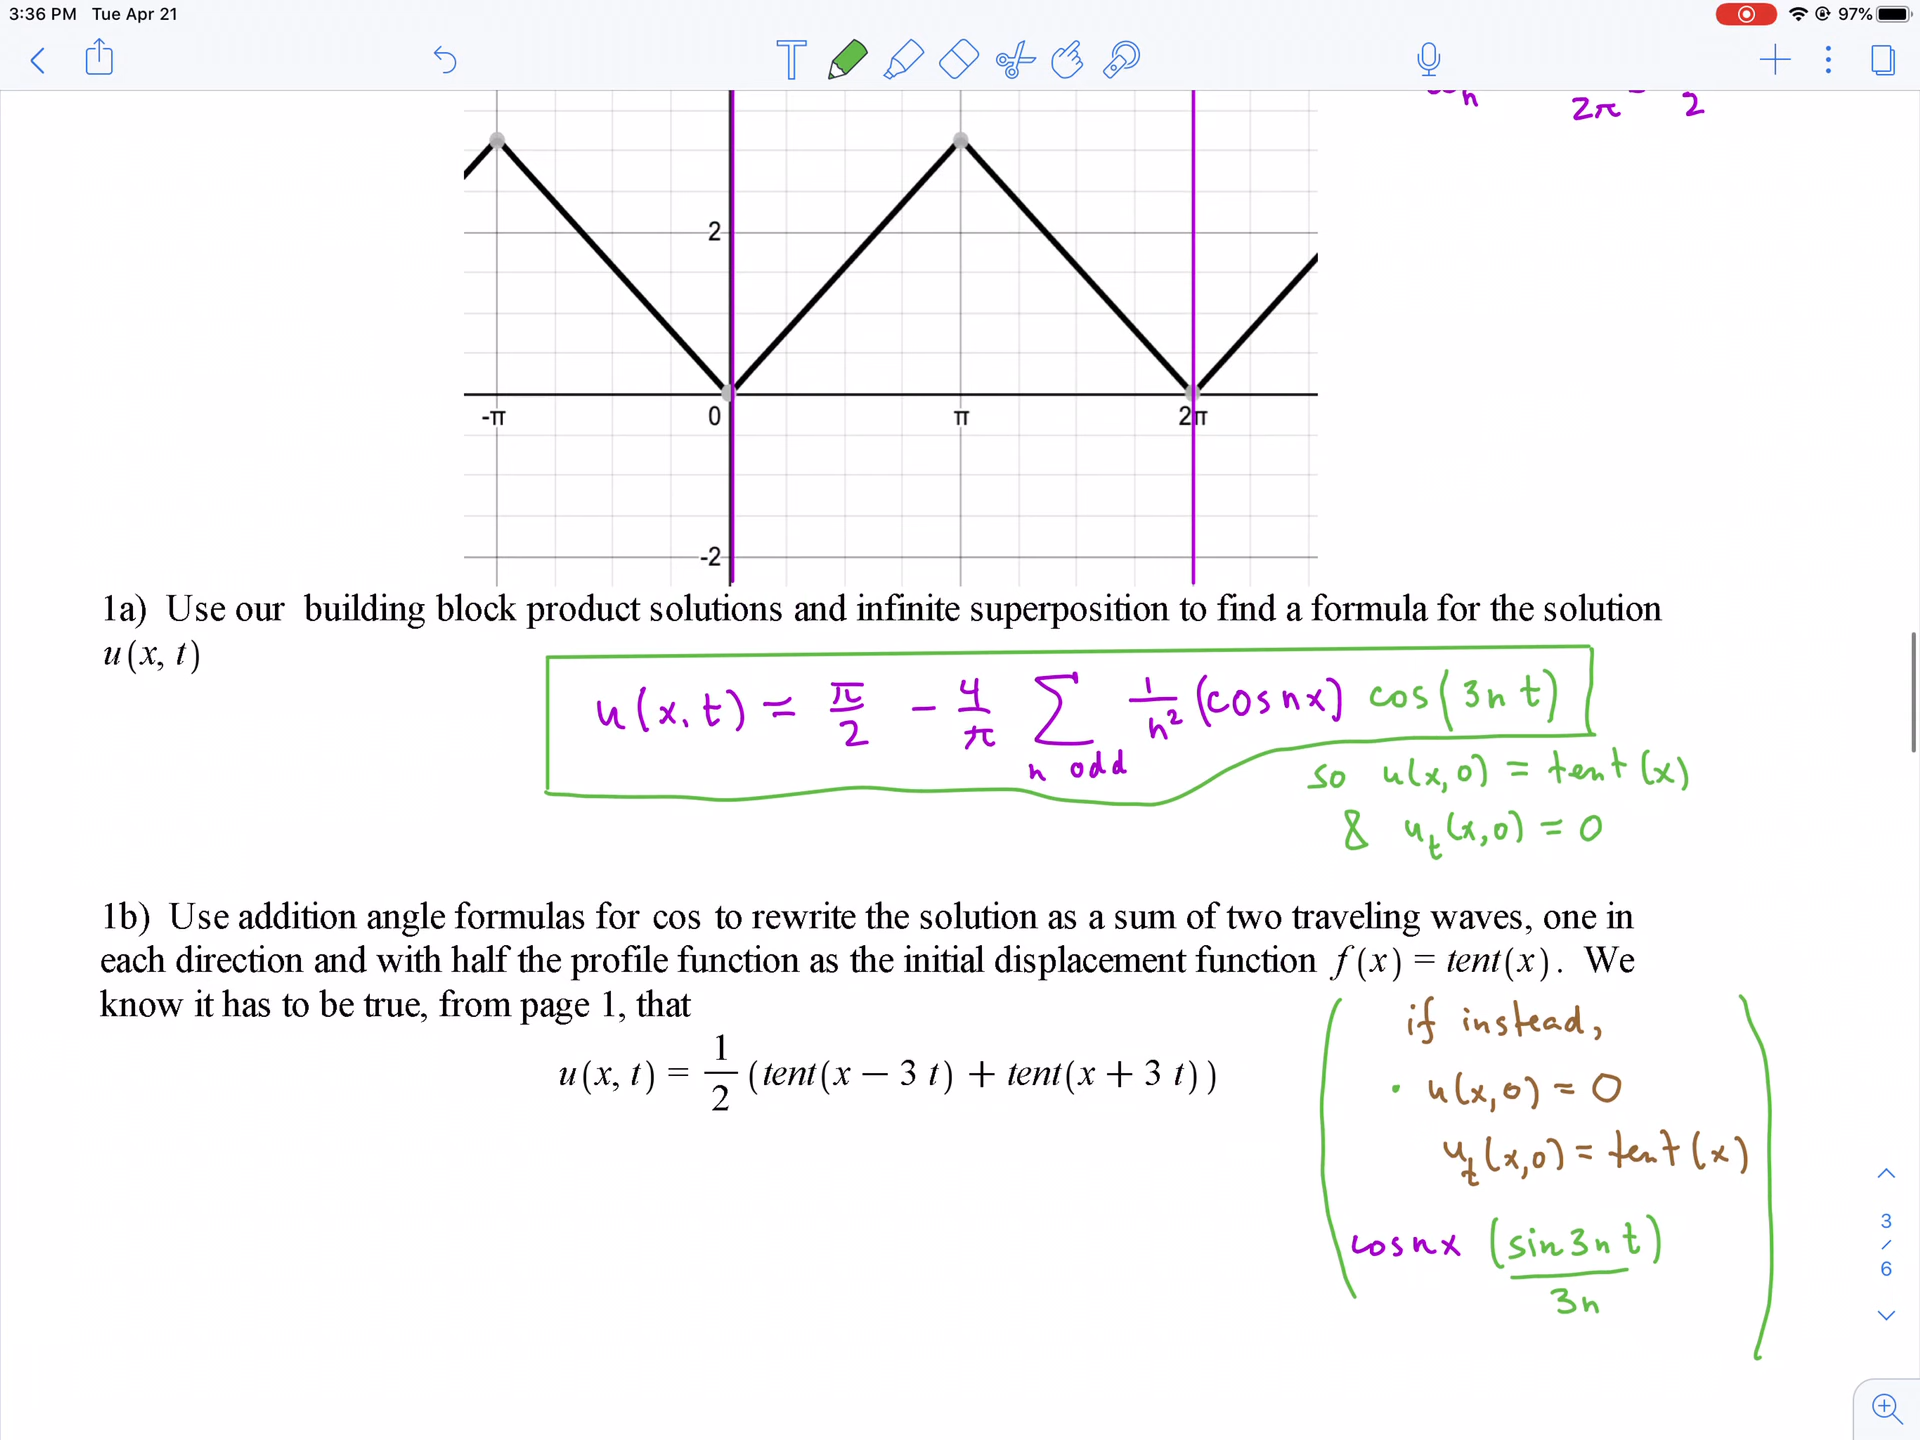 3:36 PM Tue Apr 21
97%
T
2π 2
n
2
-π 0 π 2π
-2
1a) Use our building block product solutions and infinite superposition to find a formula for the solution
u(x, t)
u(x,t) = π/2 - 4/π ∑ n odd 1/n² (cos nx) cos(3n t)
so u(x,0) = tent(x)
& u_t(x,0) = 0
1b) Use addition angle formulas for cos to rewrite the solution as a sum of two traveling waves, one in
each direction and with half the profile function as the initial displacement function f(x) = tent(x). We
know it has to be true, from page 1, that
u(x, t) = 1/2 (tent(x − 3 t) + tent(x + 3 t))
if instead,
• u(x,0) = 0
u_t(x,0) = tent(x)
cosnx (sin3nt)
3n
3
/
6